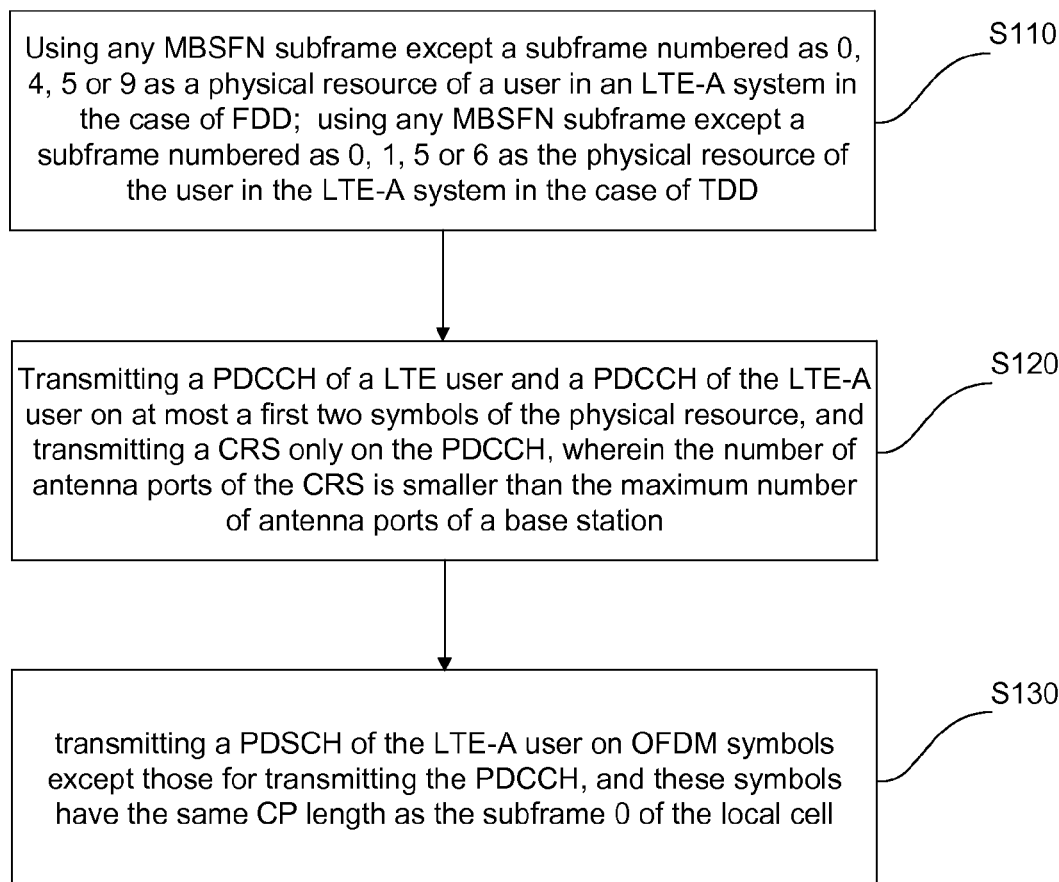 Using any MBSFN subframe except a subframe numbered as 0,
4, 5 or 9 as a physical resource of a user in an LTE-A system in
the case of FDD; using any MBSFN subframe except a
subframe numbered as 0, 1, 5 or 6 as the physical resource of
the user in the LTE-A system in the case of TDD
S110
Transmitting a PDCCH of a LTE user and a PDCCH of the LTE-A
user on at most a first two symbols of the physical resource, and
transmitting a CRS only on the PDCCH, wherein the number of
antenna ports of the CRS is smaller than the maximum number
of antenna ports of a base station
S120
transmitting a PDSCH of the LTE-A user on OFDM symbols
except those for transmitting the PDCCH, and these symbols
have the same CP length as the subframe 0 of the local cell
S130